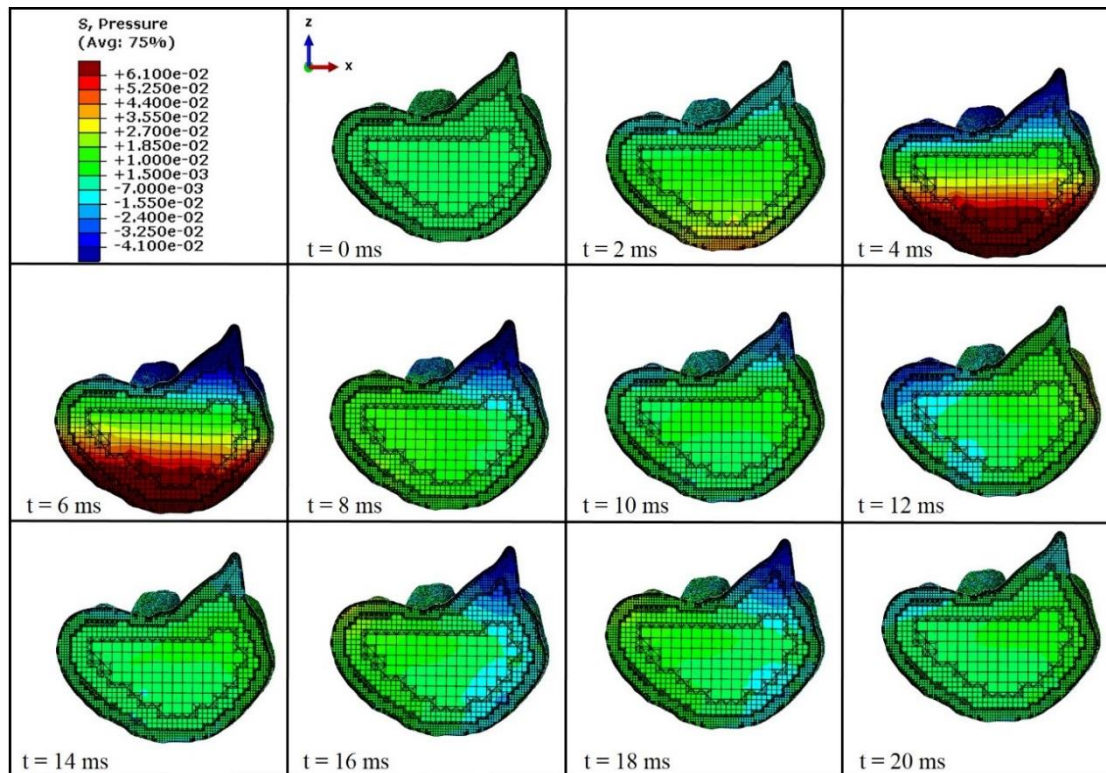 S, Pressure
(Avg: 75%)
+6.100e-02
+5.250e-02
+4.400e-02
+3.550e-02
+2.700e-02
+1.850e-02
+1.000e-02
+1.500e-03
-7.000e-03
-1.550e-02
-2.400e-02
-3.250e-02
-4.100e-02
z
x
t = 0 ms
t = 2 ms
t = 4 ms
t = 6 ms
t = 8 ms
t = 10 ms
t = 12 ms
t = 14 ms
t = 16 ms
t = 18 ms
t = 20 ms